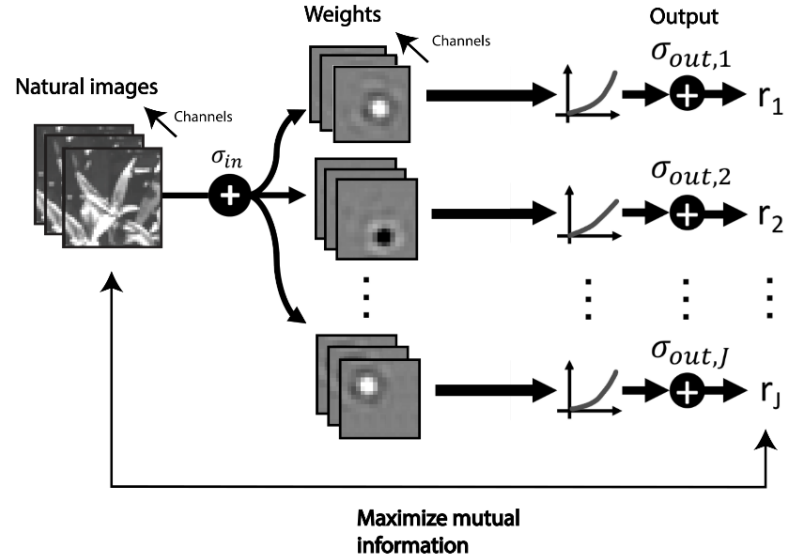 Weights
Output
Channels
Natural images
Channels
σ_in
σ_out,1
r_1
σ_out,2
r_2
σ_out,J
r_J
Maximize mutual
information